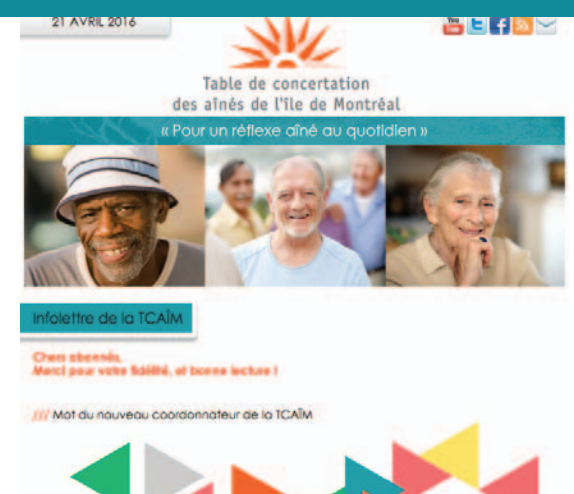 21 AVRIL 2016
You
Tube
Table de concertation
des aînés de l'île de Montréal
« Pour un réflexe aîné au quotidien »
Infolettre de la TCAÎM
Chers abonnés,
Merci pour votre fidélité, et bonne lecture !
/// Mot du nouveau coordonnateur de la TCAÎM